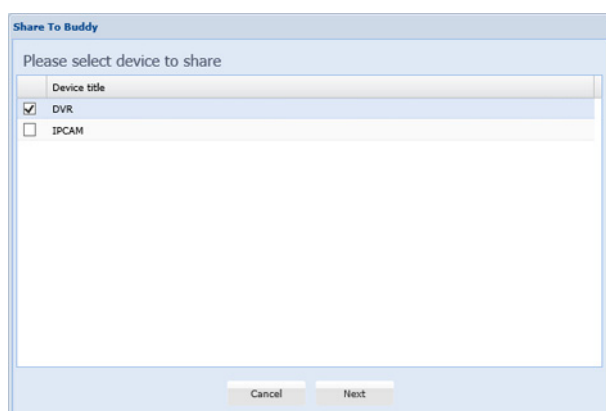 Share To Buddy
Please select device to share
Device title
DVR
IPCAM
Cancel Next